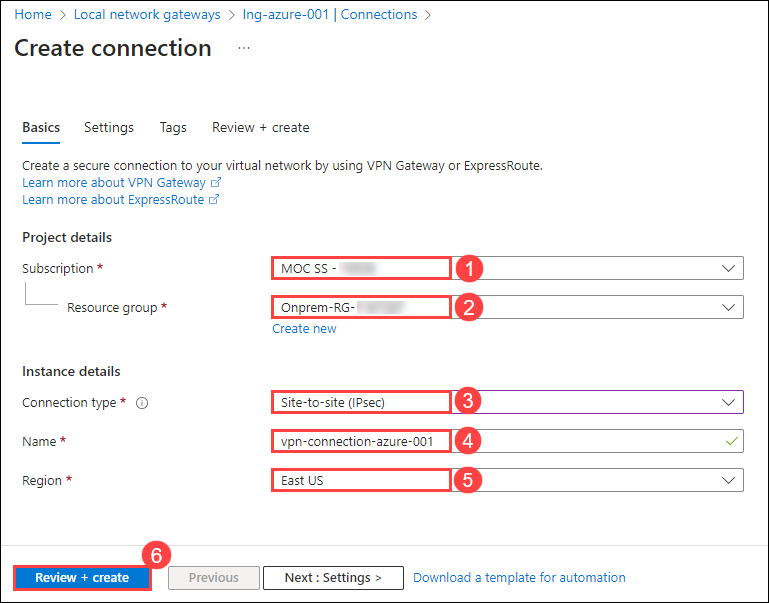 Home > Local network gateways > lng-azure-001 | Connections >
Create connection ...
Basics Settings Tags Review + create
Create a secure connection to your virtual network by using VPN Gateway or ExpressRoute.
Learn more about VPN Gateway
Learn more about ExpressRoute
Project details
Subscription * MOC SS - 1
Resource group * Onprem-RG- 2
Create new
Instance details
Connection type * Site-to-site (IPsec) 3
Name * vpn-connection-azure-001 4
Region * East US 5
6
Review + create Previous Next : Settings > Download a template for automation